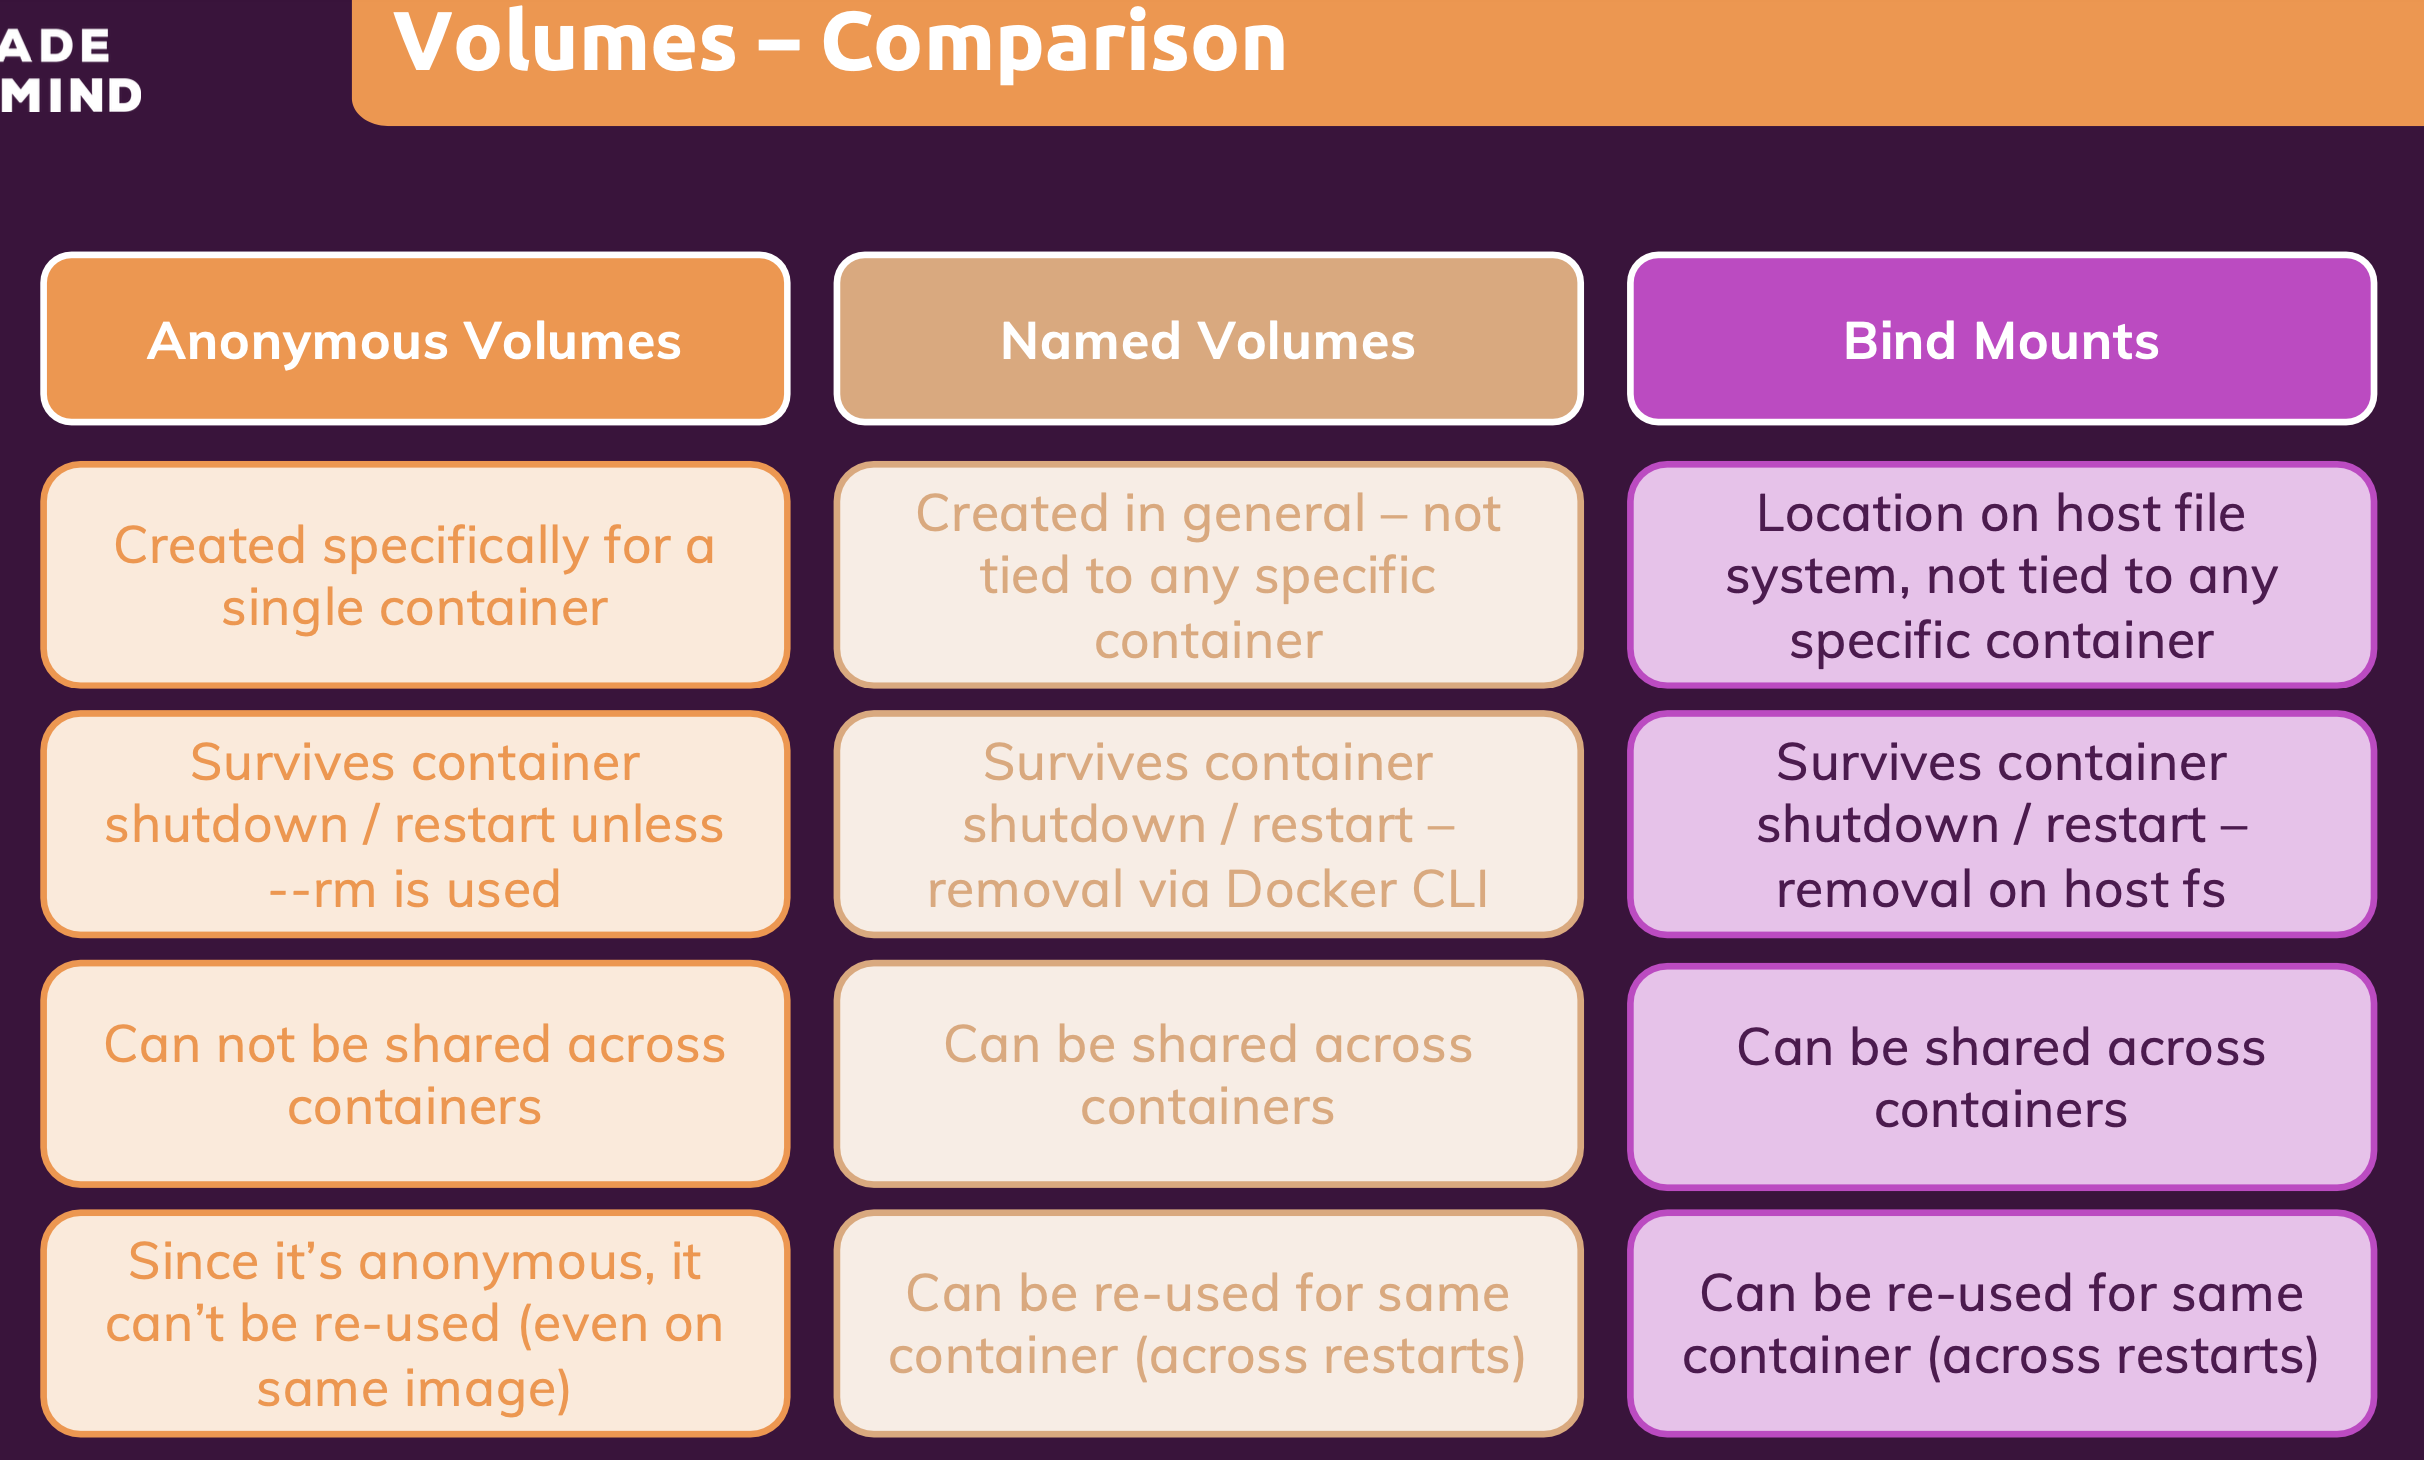 ADE
MIND
Volumes – Comparison
Anonymous Volumes
Named Volumes
Bind Mounts
Created specifically for a
single container
Created in general – not
tied to any specific
container
Location on host file
system, not tied to any
specific container
Survives container
shutdown / restart unless
--rm is used
Survives container
shutdown / restart –
removal via Docker CLI
Survives container
shutdown / restart –
removal on host fs
Can not be shared across
containers
Can be shared across
containers
Can be shared across
containers
Since it’s anonymous, it
can’t be re-used (even on
same image)
Can be re-used for same
container (across restarts)
Can be re-used for same
container (across restarts)